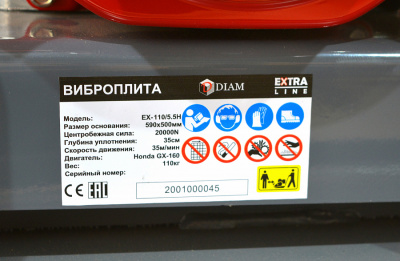 ВИБРОПЛИТА
DIAM
EXTRA
LINE
Модель: EX-110/5.5H
Размер основания: 590х500мм
Центробежная сила: 20000N
Глубина уплотнения: 35см
Скорость движения: 35м/мин
Двигатель: Honda GX-160
Вес: 110кг
Серийный номер:
CE EAC 2001000045